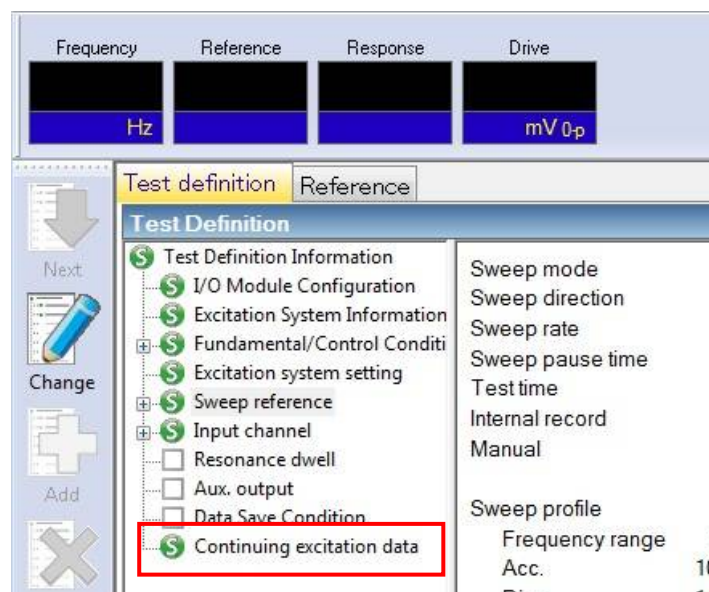 Frequency Reference Response Drive
Hz mV 0-p
Test definition Reference
Test Definition
Next
Change
Add
Test Definition Information
I/O Module Configuration
Excitation System Information
Fundamental/Control Conditi
Excitation system setting
Sweep reference
Input channel
Resonance dwell
Aux. output
Data Save Condition
Continuing excitation data
Sweep mode
Sweep direction
Sweep rate
Sweep pause time
Test time
Internal record
Manual
Sweep profile
Frequency range
Acc.